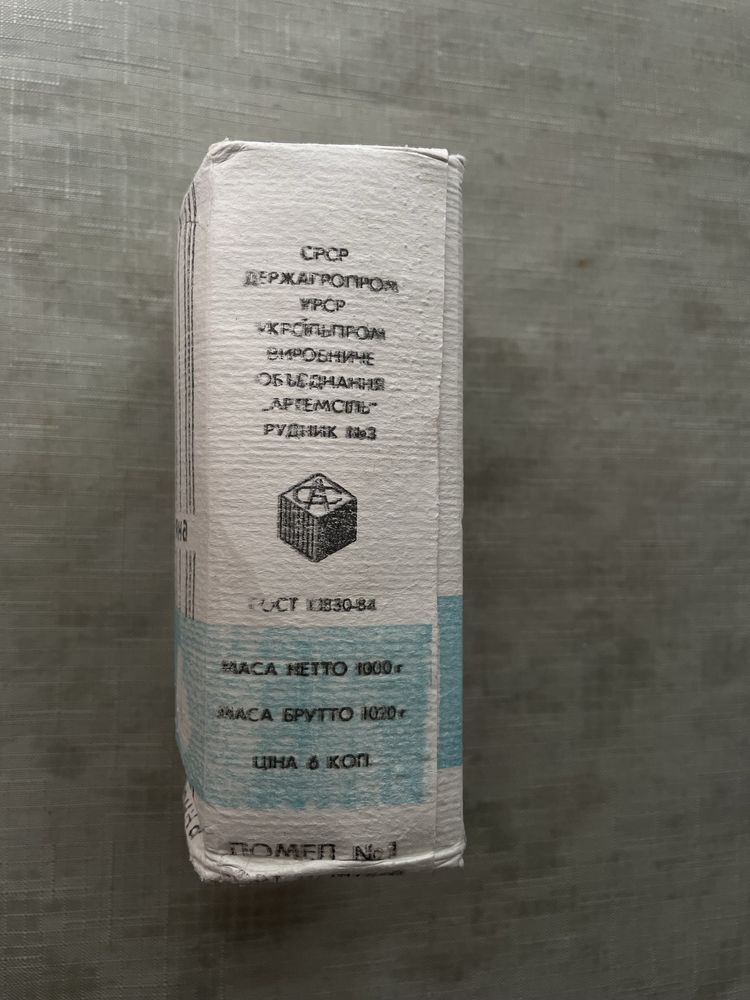 СРСР
ДЕРЖАГРОПРОМ
УРСР
УКРСІЛЬПРОМ
ВИРОБНИЧЕ
ОБ'ЄДНАННЯ
„АРТЕМСІЛЬ"
РУДНИК №3
ГОСТ 13830-84
МАСА НЕТТО 1000 г
МАСА БРУТТО 1020 г
ЦІНА 6 КОП.
ПОМЕЛ №1